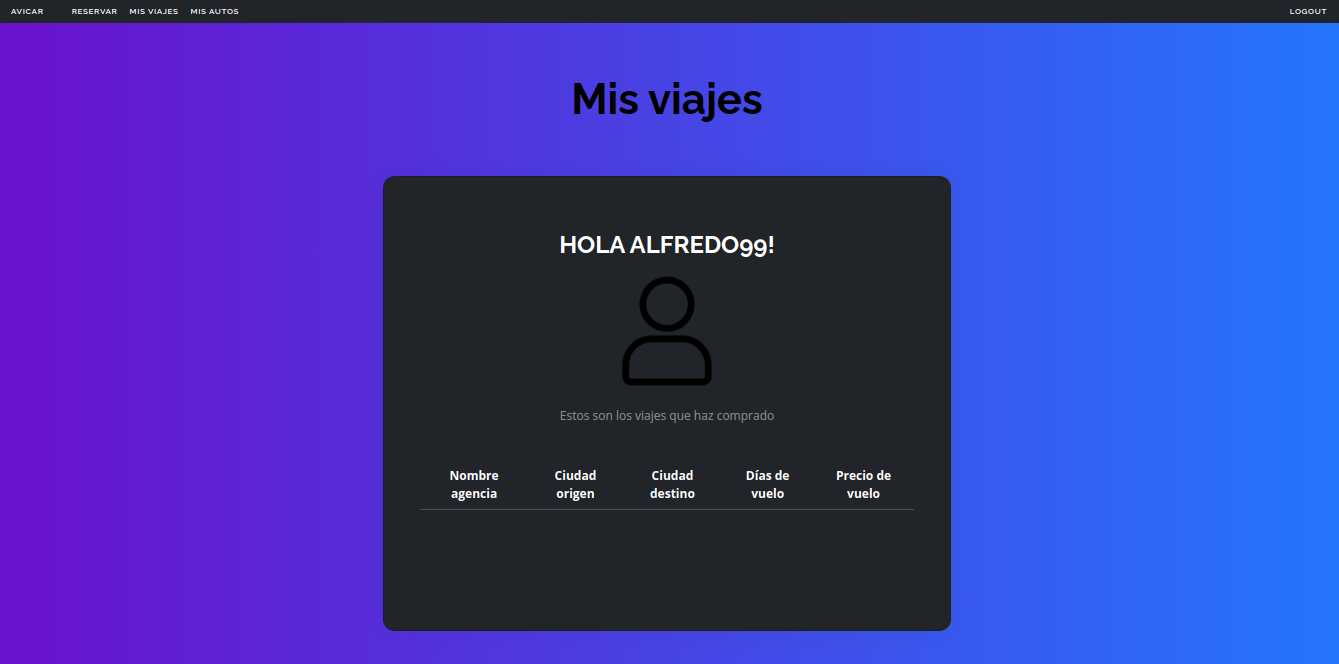 AVICAR RESERVAR MIS VIAJES MIS AUTOS LOGOUT
Mis viajes
HOLA ALFREDO99!
Estos son los viajes que haz comprado
Nombre agencia Ciudad origen Ciudad destino Días de vuelo Precio de vuelo